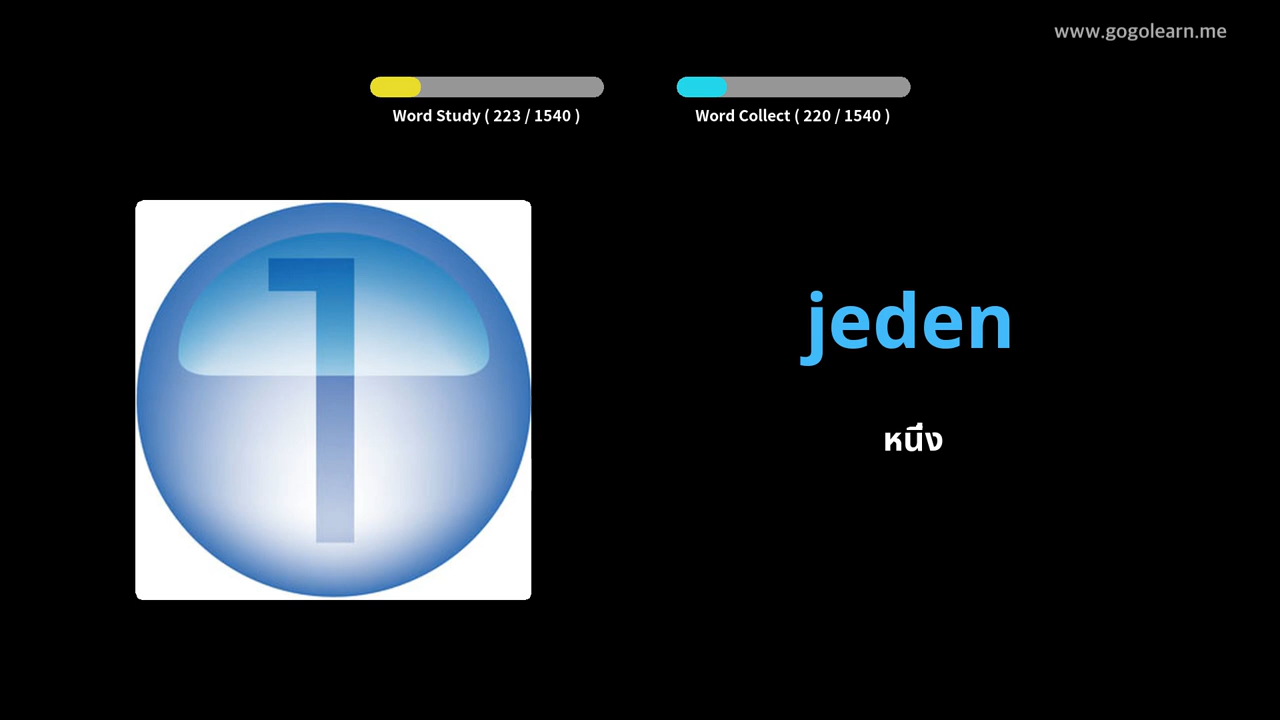 www.gogolearn.me
Word Study ( 223 / 1540 )
Word Collect ( 220 / 1540 )
1
jeden
หนึ่ง